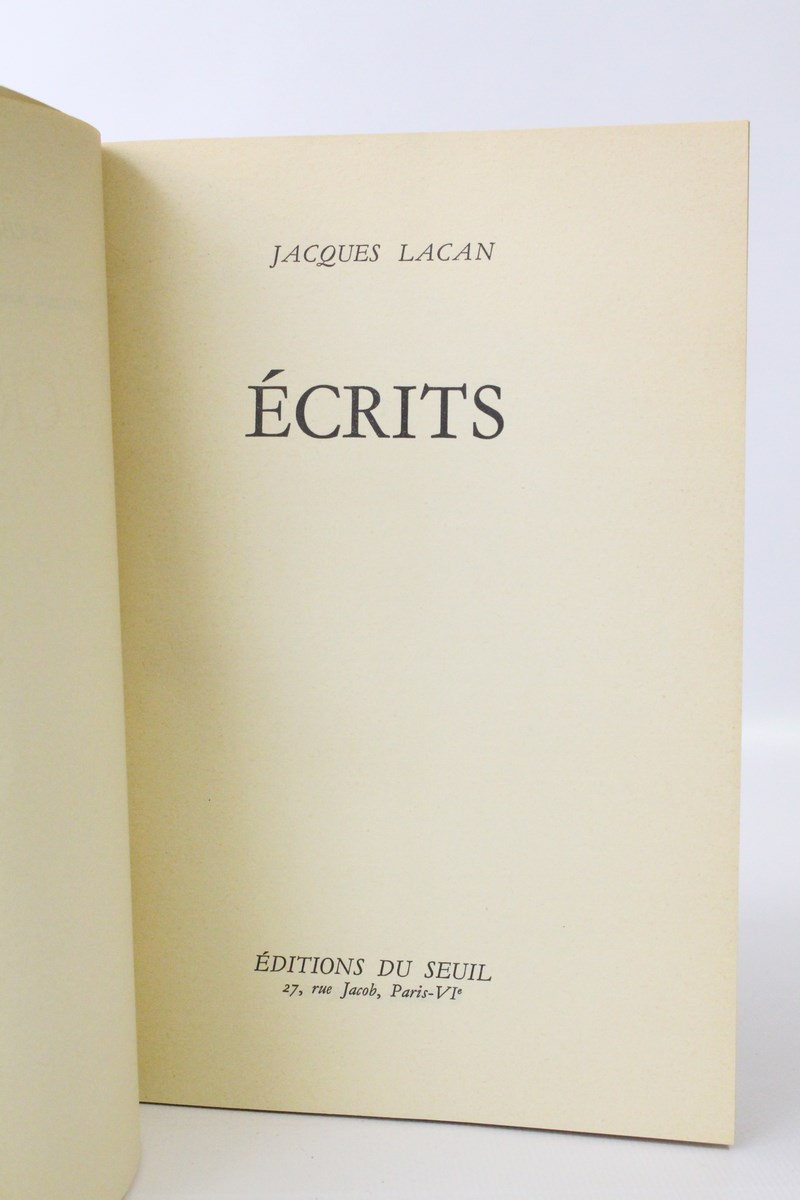 JACQUES LACAN
ÉCRITS
ÉDITIONS DU SEUIL
27, rue Jacob, Paris-VIᵉ